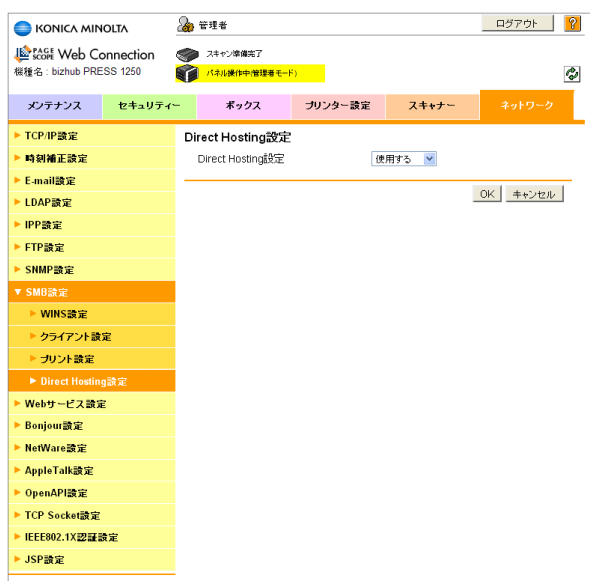 KONICA MINOLTA
管理者
ログアウト
?
PAGE SCOPE Web Connection
スキャン準備完了
機種名 : bizhub PRESS 1250
パネル操作中(管理者モード)
メンテナンス
セキュリティー
ボックス
プリンター設定
スキャナー
ネットワーク
TCP/IP設定
時刻補正設定
E-mail設定
LDAP設定
IPP設定
FTP設定
SNMP設定
SMB設定
WINS設定
クライアント設定
プリント設定
Direct Hosting設定
Webサービス設定
Bonjour設定
NetWare設定
AppleTalk設定
OpenAPI設定
TCP Socket設定
IEEE802.1X認証設定
JSP設定
Direct Hosting設定
Direct Hosting設定 使用する
OK キャンセル